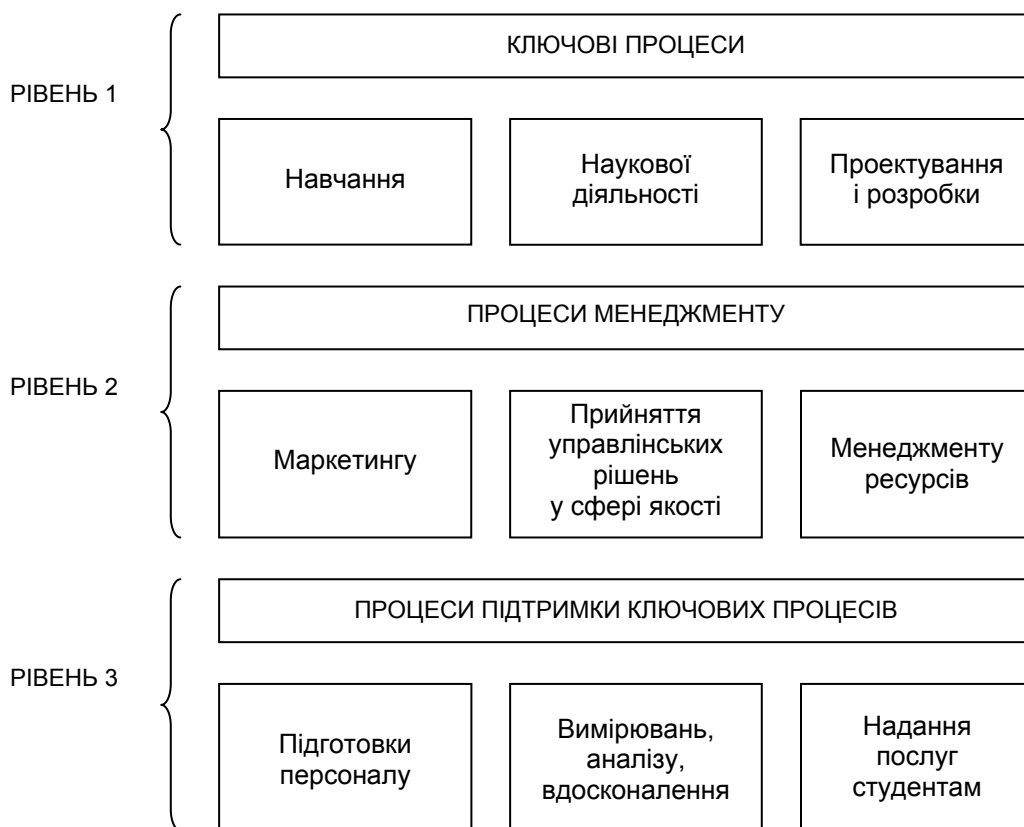 КЛЮЧОВІ ПРОЦЕСИ
РІВЕНЬ 1
Навчання
Наукової
діяльності
Проектування
і розробки
ПРОЦЕСИ МЕНЕДЖМЕНТУ
РІВЕНЬ 2
Маркетингу
Прийняття
управлінських
рішень
у сфері якості
Менеджменту
ресурсів
ПРОЦЕСИ ПІДТРИМКИ КЛЮЧОВИХ ПРОЦЕСІВ
РІВЕНЬ 3
Підготовки
персоналу
Вимірювань,
аналізу,
вдосконалення
Надання
послуг
студентам